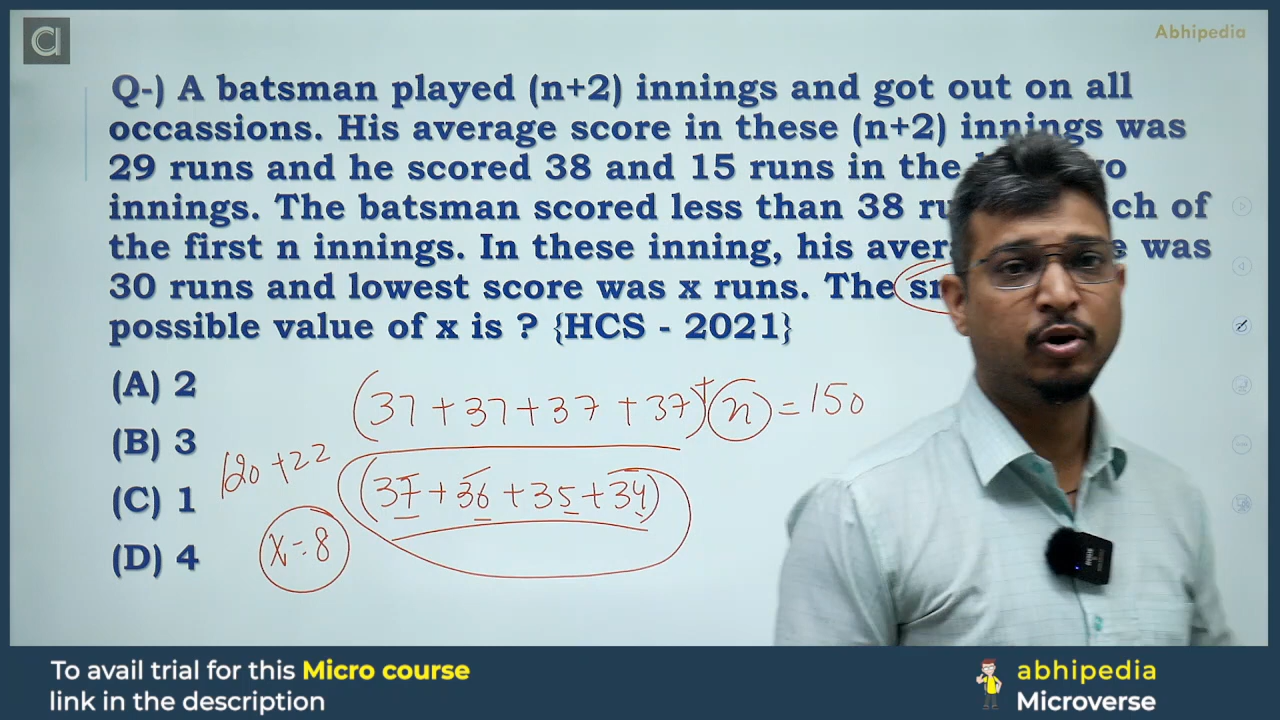 Abhipedia
Q-) A batsman played (n+2) innings and got out on all
occassions. His average score in these (n+2) innings was
29 runs and he scored 38 and 15 runs in the
innings. The batsman scored less than 38
the first n innings. In these inning, his was
30 runs and lowest score was x runs. The
possible value of x is ? {HCS - 2021}
(A) 2
(37 + 37 + 37 + 37) + n = 150
(B) 3
120 + 22
(37 + 36 + 35 + 34)
(C) 1
x = 8
(D) 4
To avail trial for this Micro course
link in the description
abhipedia
Microverse